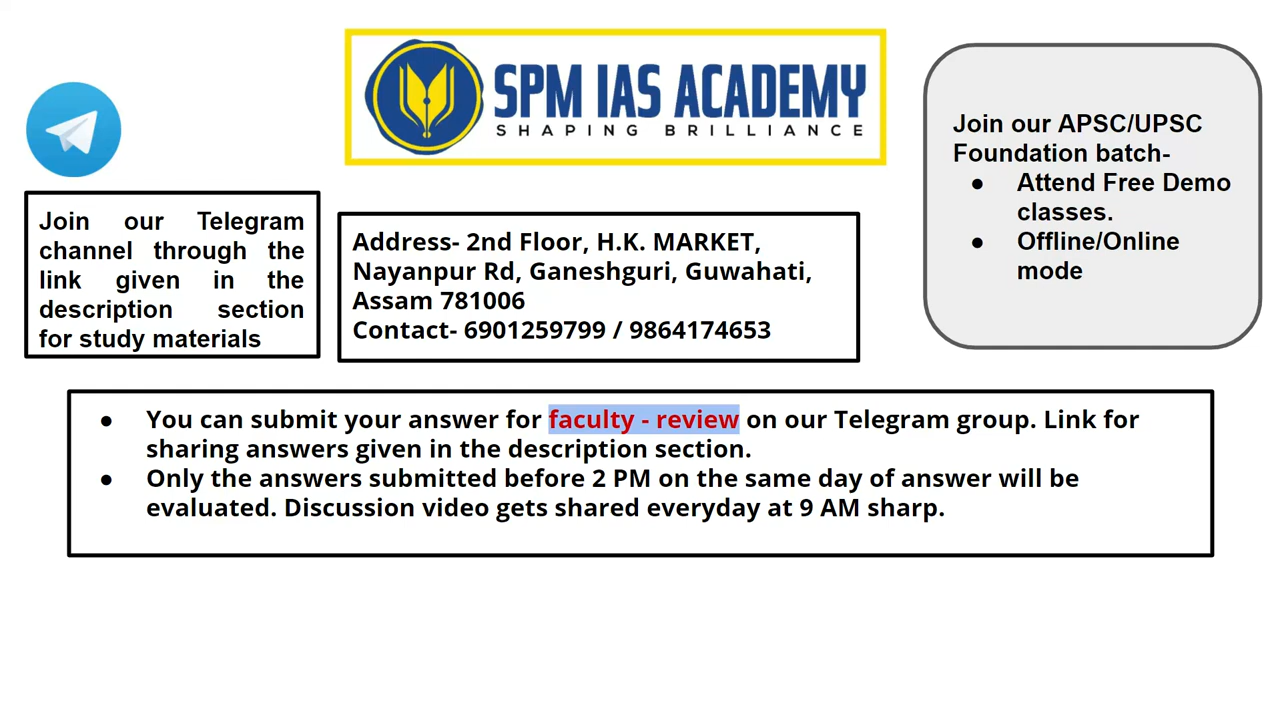 SPM IAS ACADEMY
SHAPING BRILLIANCE
Join our Telegram
channel through the
link given in the
description section
for study materials
Address- 2nd Floor, H.K. MARKET,
Nayanpur Rd, Ganeshguri, Guwahati,
Assam 781006
Contact- 6901259799 / 9864174653
Join our APSC/UPSC
Foundation batch-
● Attend Free Demo
classes.
● Offline/Online
mode
● You can submit your answer for faculty - review on our Telegram group. Link for
sharing answers given in the description section.
● Only the answers submitted before 2 PM on the same day of answer will be
evaluated. Discussion video gets shared everyday at 9 AM sharp.